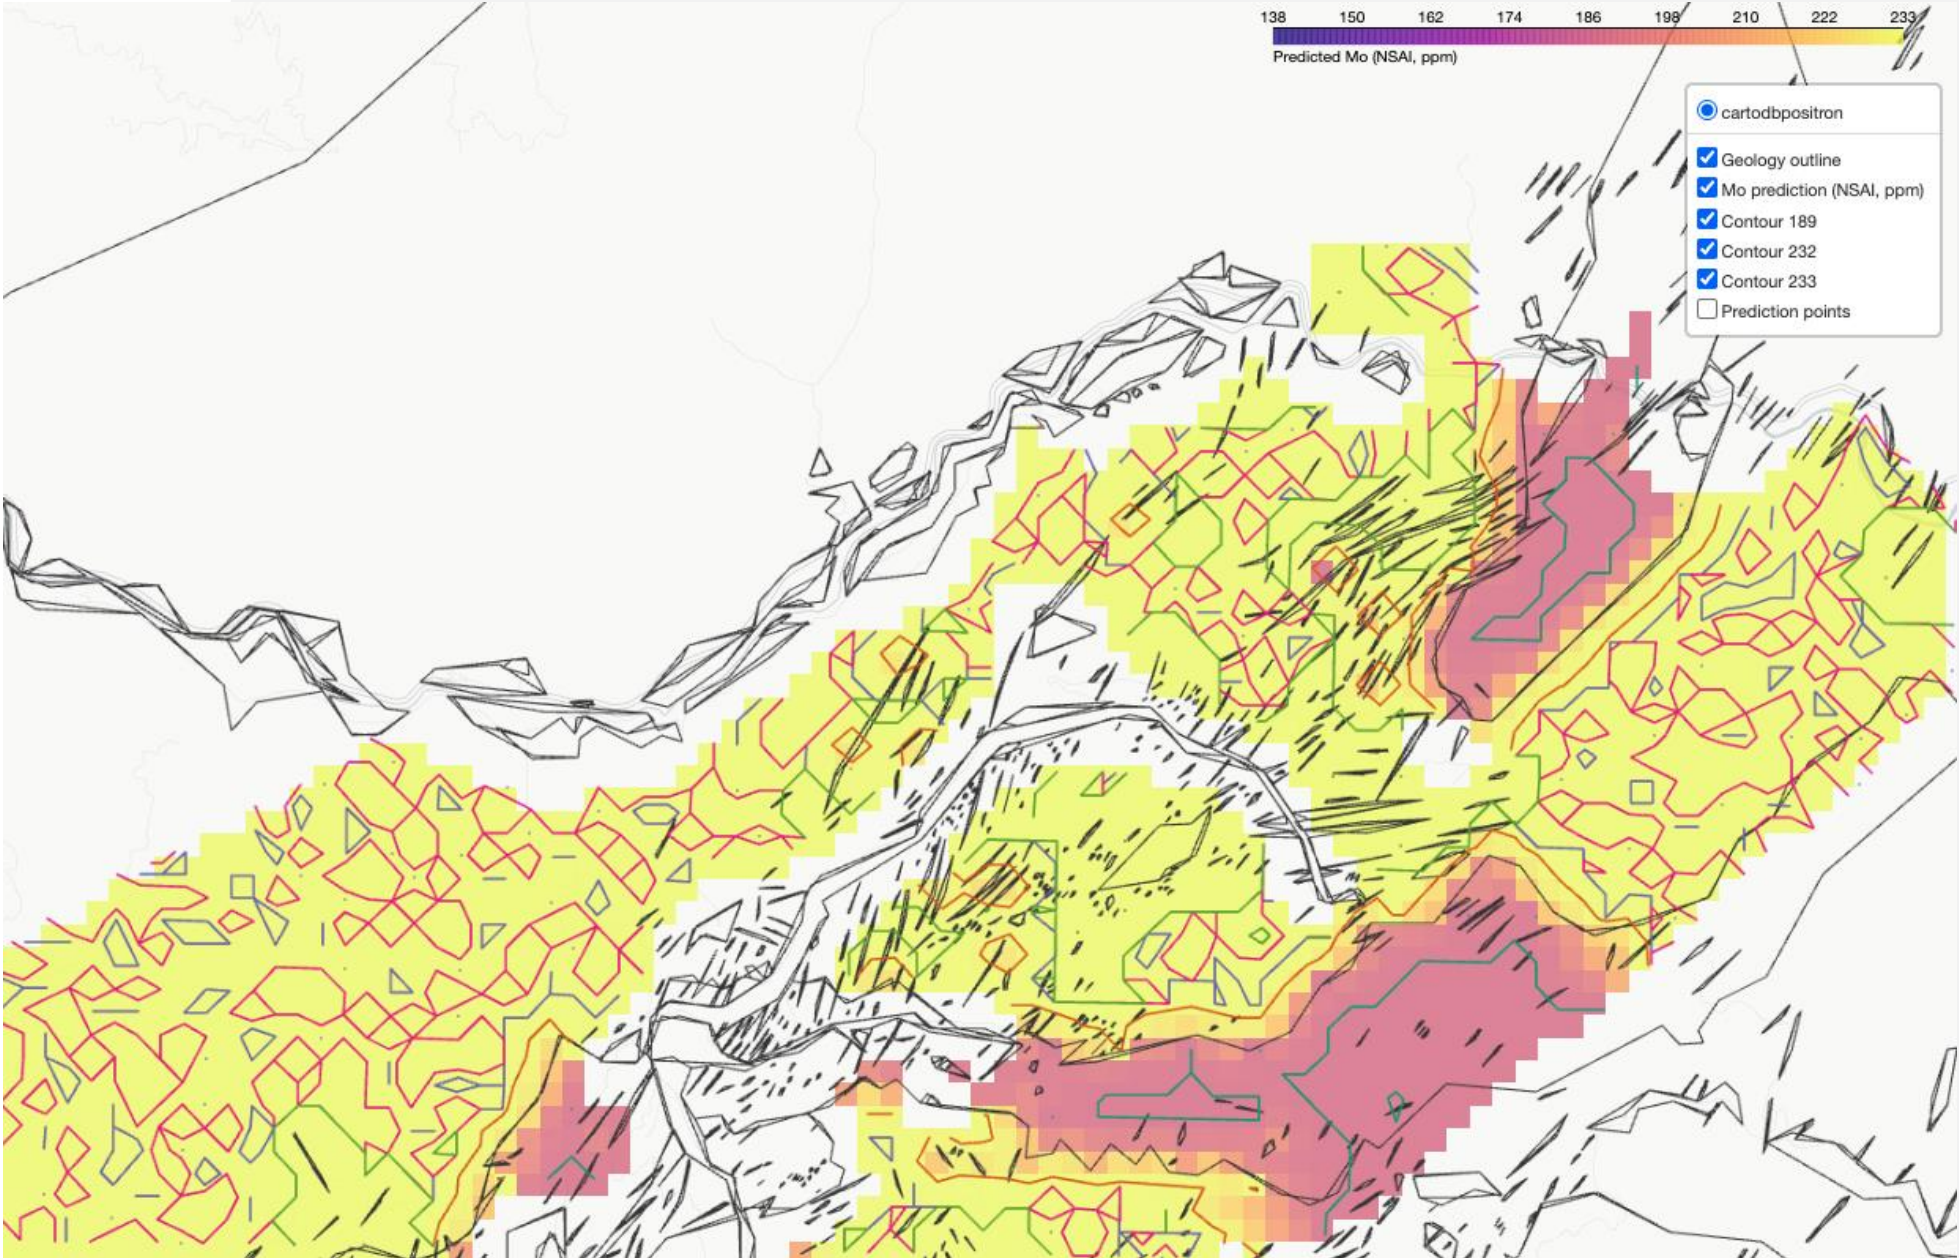 138 150 162 174 186 198 210 222 233
Predicted Mo (NSAI, ppm)
cartodbpositron
Geology outline
Mo prediction (NSAI, ppm)
Contour 189
Contour 232
Contour 233
Prediction points